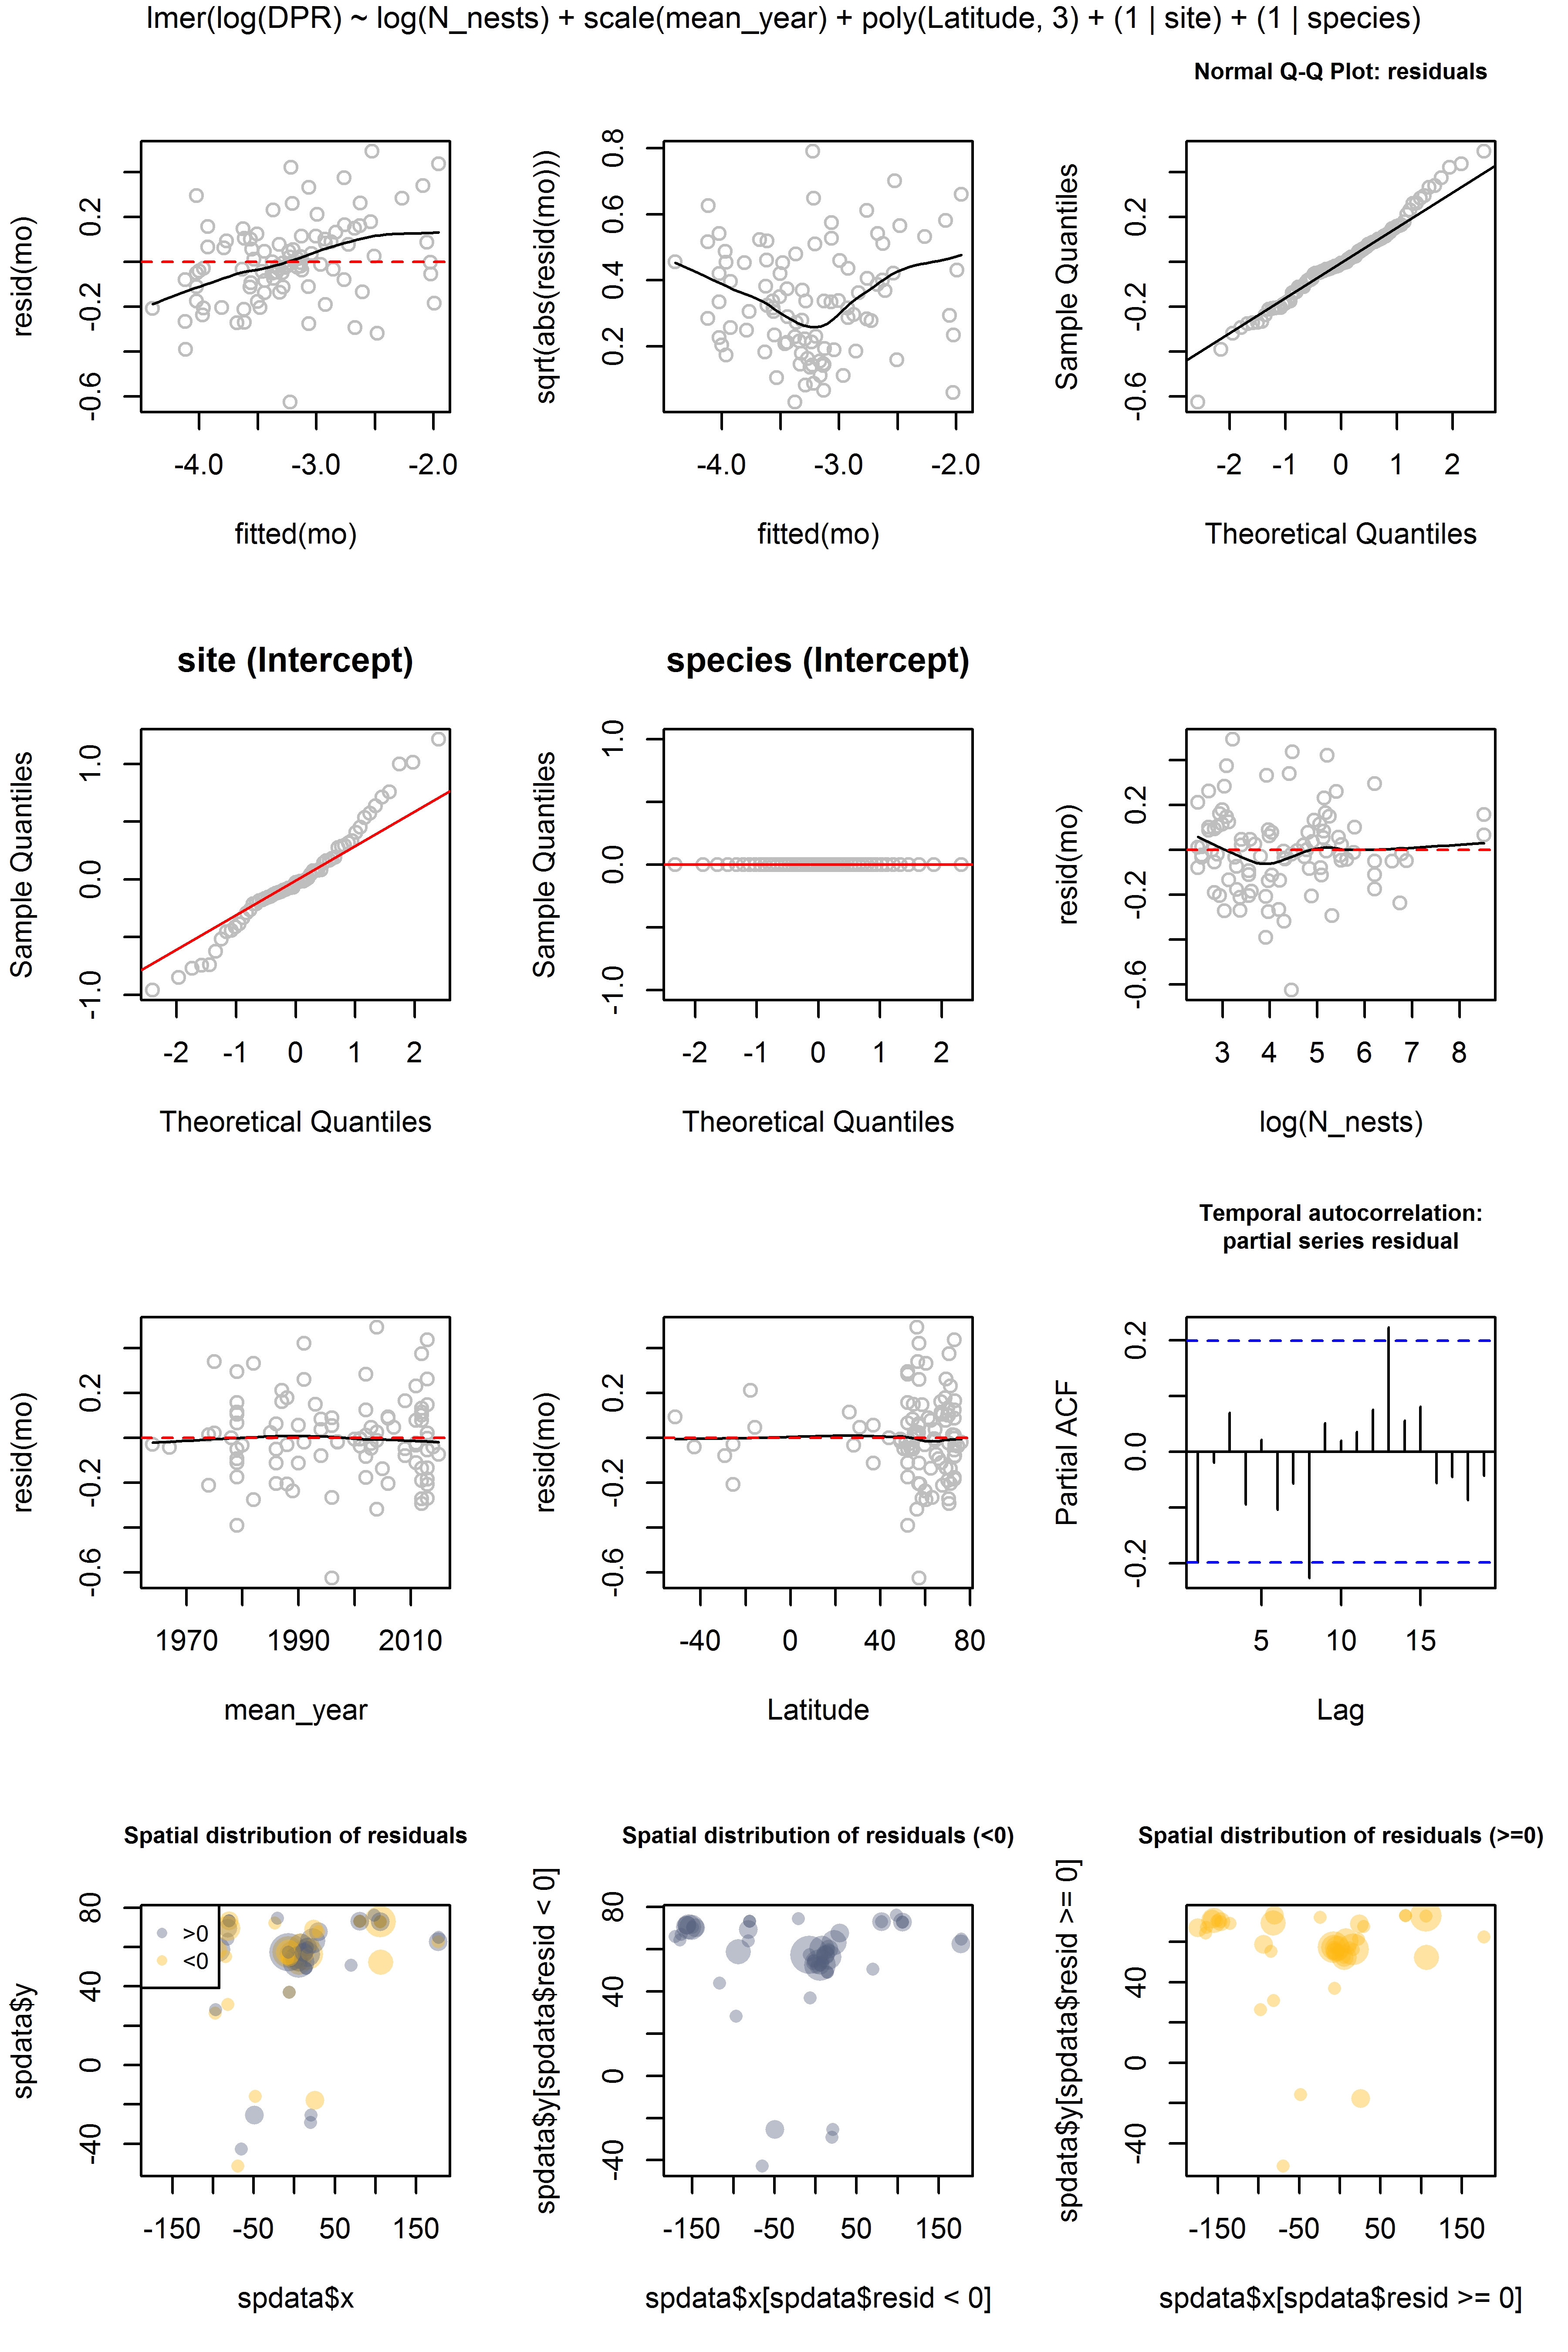 lmer(log(DPR) ~ log(N_nests) + scale(mean_year) + poly(Latitude, 3) + (1 | site) + (1 | species)
Normal Q-Q Plot: residuals
resid(mo)
0.2
-0.2
-0.6
-4.0 -3.0 -2.0
fitted(mo)
sqrt(abs(resid(mo)))
0.8
0.6
0.4
0.2
-4.0 -3.0 -2.0
fitted(mo)
Sample Quantiles
0.2
-0.2
-0.6
-2 -1 0 1 2
Theoretical Quantiles
site (Intercept)
Sample Quantiles
1.0
0.0
-1.0
-2 -1 0 1 2
Theoretical Quantiles
species (Intercept)
Sample Quantiles
1.0
0.0
-1.0
-2 -1 0 1 2
Theoretical Quantiles
resid(mo)
0.2
-0.2
-0.6
3 4 5 6 7 8
log(N_nests)
resid(mo)
0.2
-0.2
-0.6
1970 1990 2010
mean_year
resid(mo)
0.2
-0.2
-0.6
-40 0 40 80
Latitude
Temporal autocorrelation:
partial series residual
Partial ACF
0.2
0.0
-0.2
5 10 15
Lag
Spatial distribution of residuals
spdata$y
80
40
0
-40
>0
<0
-150 -50 50 150
spdata$x
Spatial distribution of residuals (<0)
spdata$y[spdata$resid < 0]
80
40
0
-40
-150 -50 50 150
spdata$x[spdata$resid < 0]
Spatial distribution of residuals (>=0)
spdata$y[spdata$resid >= 0]
40
0
-40
-150 -50 50 150
spdata$x[spdata$resid >= 0]